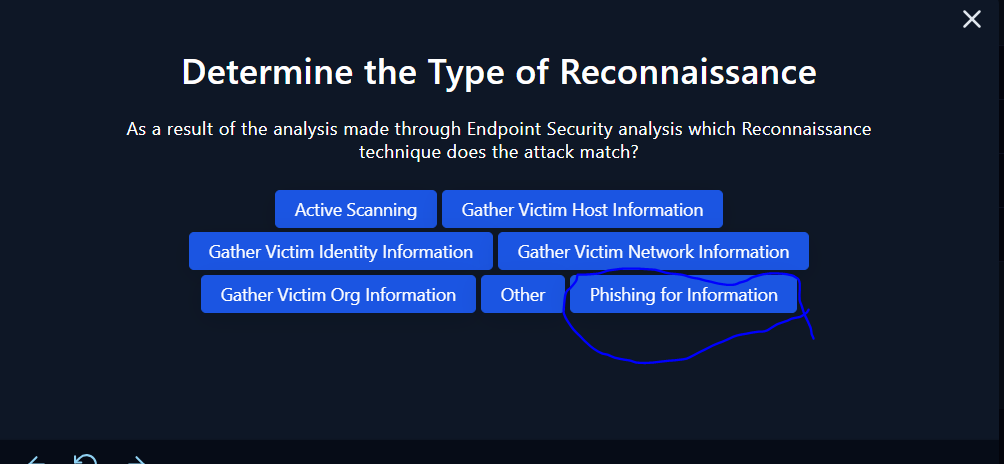 Determine the Type of Reconnaissance
As a result of the analysis made through Endpoint Security analysis which Reconnaissance
technique does the attack match?
Active Scanning
Gather Victim Host Information
Gather Victim Identity Information
Gather Victim Network Information
Gather Victim Org Information
Other
Phishing for Information